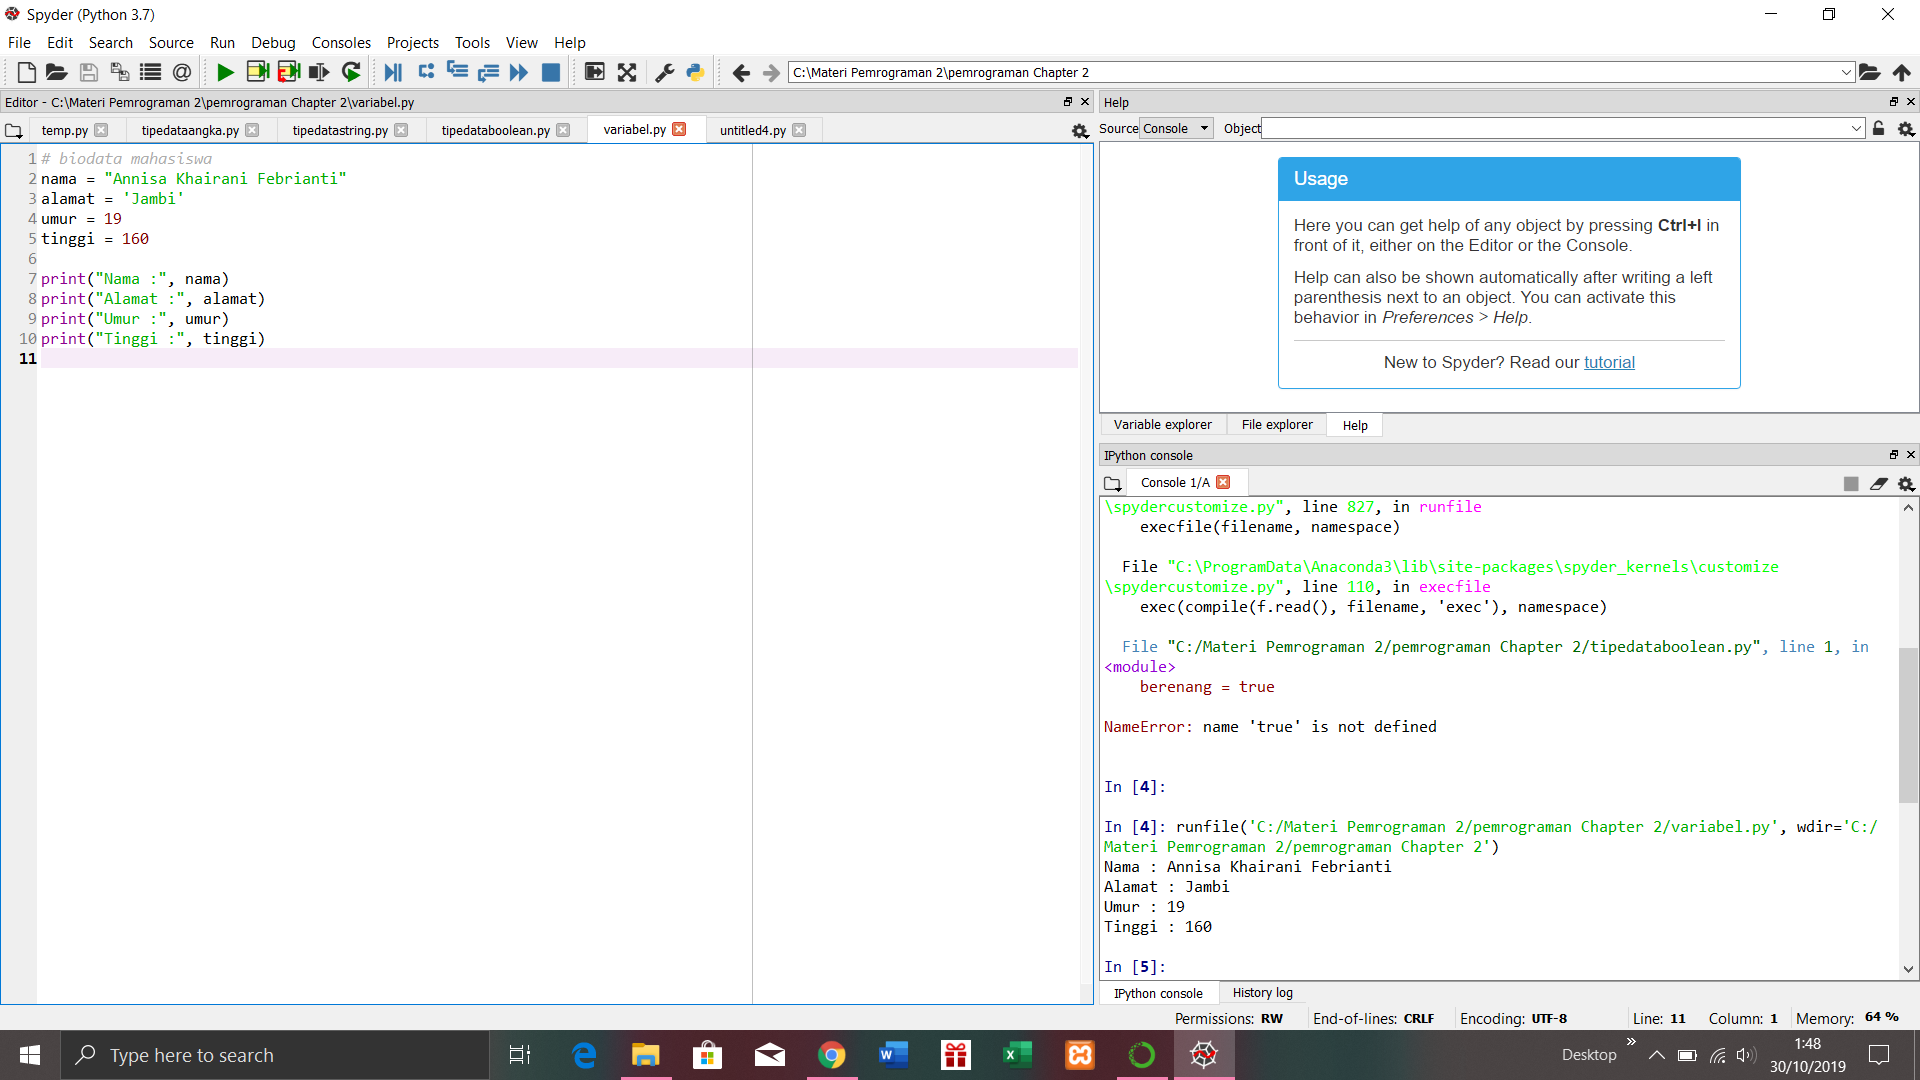 Spyder (Python 3.7)
File Edit Search Source Run Debug Consoles Projects Tools View Help
C:\Materi Pemrograman 2\pemrograman Chapter 2
Editor - C:\Materi Pemrograman 2\pemrograman Chapter 2\variabel.py
temp.py tipedataangka.py tipedatastring.py tipedataboolean.py variabel.py untitled4.py
1 # biodata mahasiswa
2 nama = "Annisa Khairani Febrianti"
3 alamat = 'Jambi'
4 umur = 19
5 tinggi = 160
6
7 print("Nama :", nama)
8 print("Alamat :", alamat)
9 print("Umur :", umur)
10 print("Tinggi :", tinggi)
11
Help
Source Console Object
Usage
Here you can get help of any object by pressing Ctrl+I in
front of it, either on the Editor or the Console.
Help can also be shown automatically after writing a left
parenthesis next to an object. You can activate this
behavior in Preferences > Help.
New to Spyder? Read our tutorial
Variable explorer File explorer Help
IPython console
Console 1/A
\spydercustomize.py", line 827, in runfile
execfile(filename, namespace)
File "C:\ProgramData\Anaconda3\lib\site-packages\spyder_kernels\customize
\spydercustomize.py", line 110, in execfile
exec(compile(f.read(), filename, 'exec'), namespace)
File "C:/Materi Pemrograman 2/pemrograman Chapter 2/tipedataboolean.py", line 1, in
<module>
berenang = true
NameError: name 'true' is not defined
In [4]:
In [4]: runfile('C:/Materi Pemrograman 2/pemrograman Chapter 2/variabel.py', wdir='C:/
Materi Pemrograman 2/pemrograman Chapter 2')
Nama : Annisa Khairani Febrianti
Alamat : Jambi
Umur : 19
Tinggi : 160
In [5]:
IPython console History log
Permissions: RW End-of-lines: CRLF Encoding: UTF-8 Line: 11 Column: 1 Memory: 64 %
Type here to search
Desktop
1:48
30/10/2019